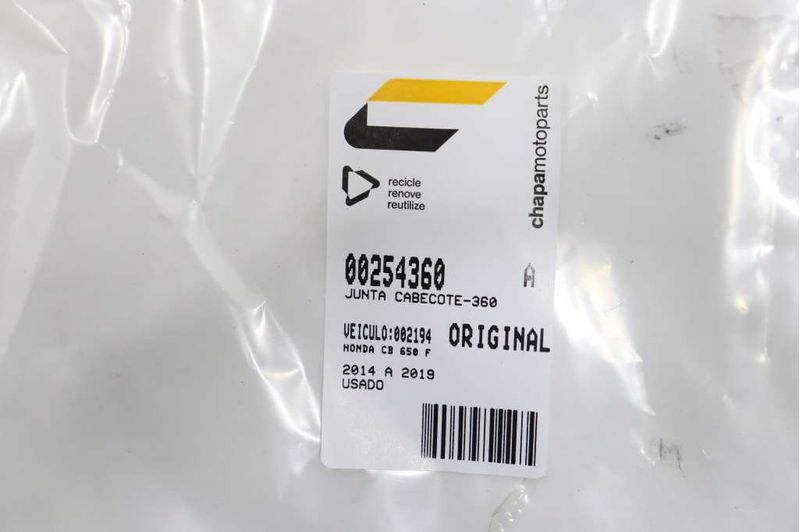 chapamotoparts
recicle
renove
reutilize
00254360 A
JUNTA CABECOTE-360
VEICULO:002194 ORIGINAL
HONDA CB 650 F
2014 A 2019
USADO